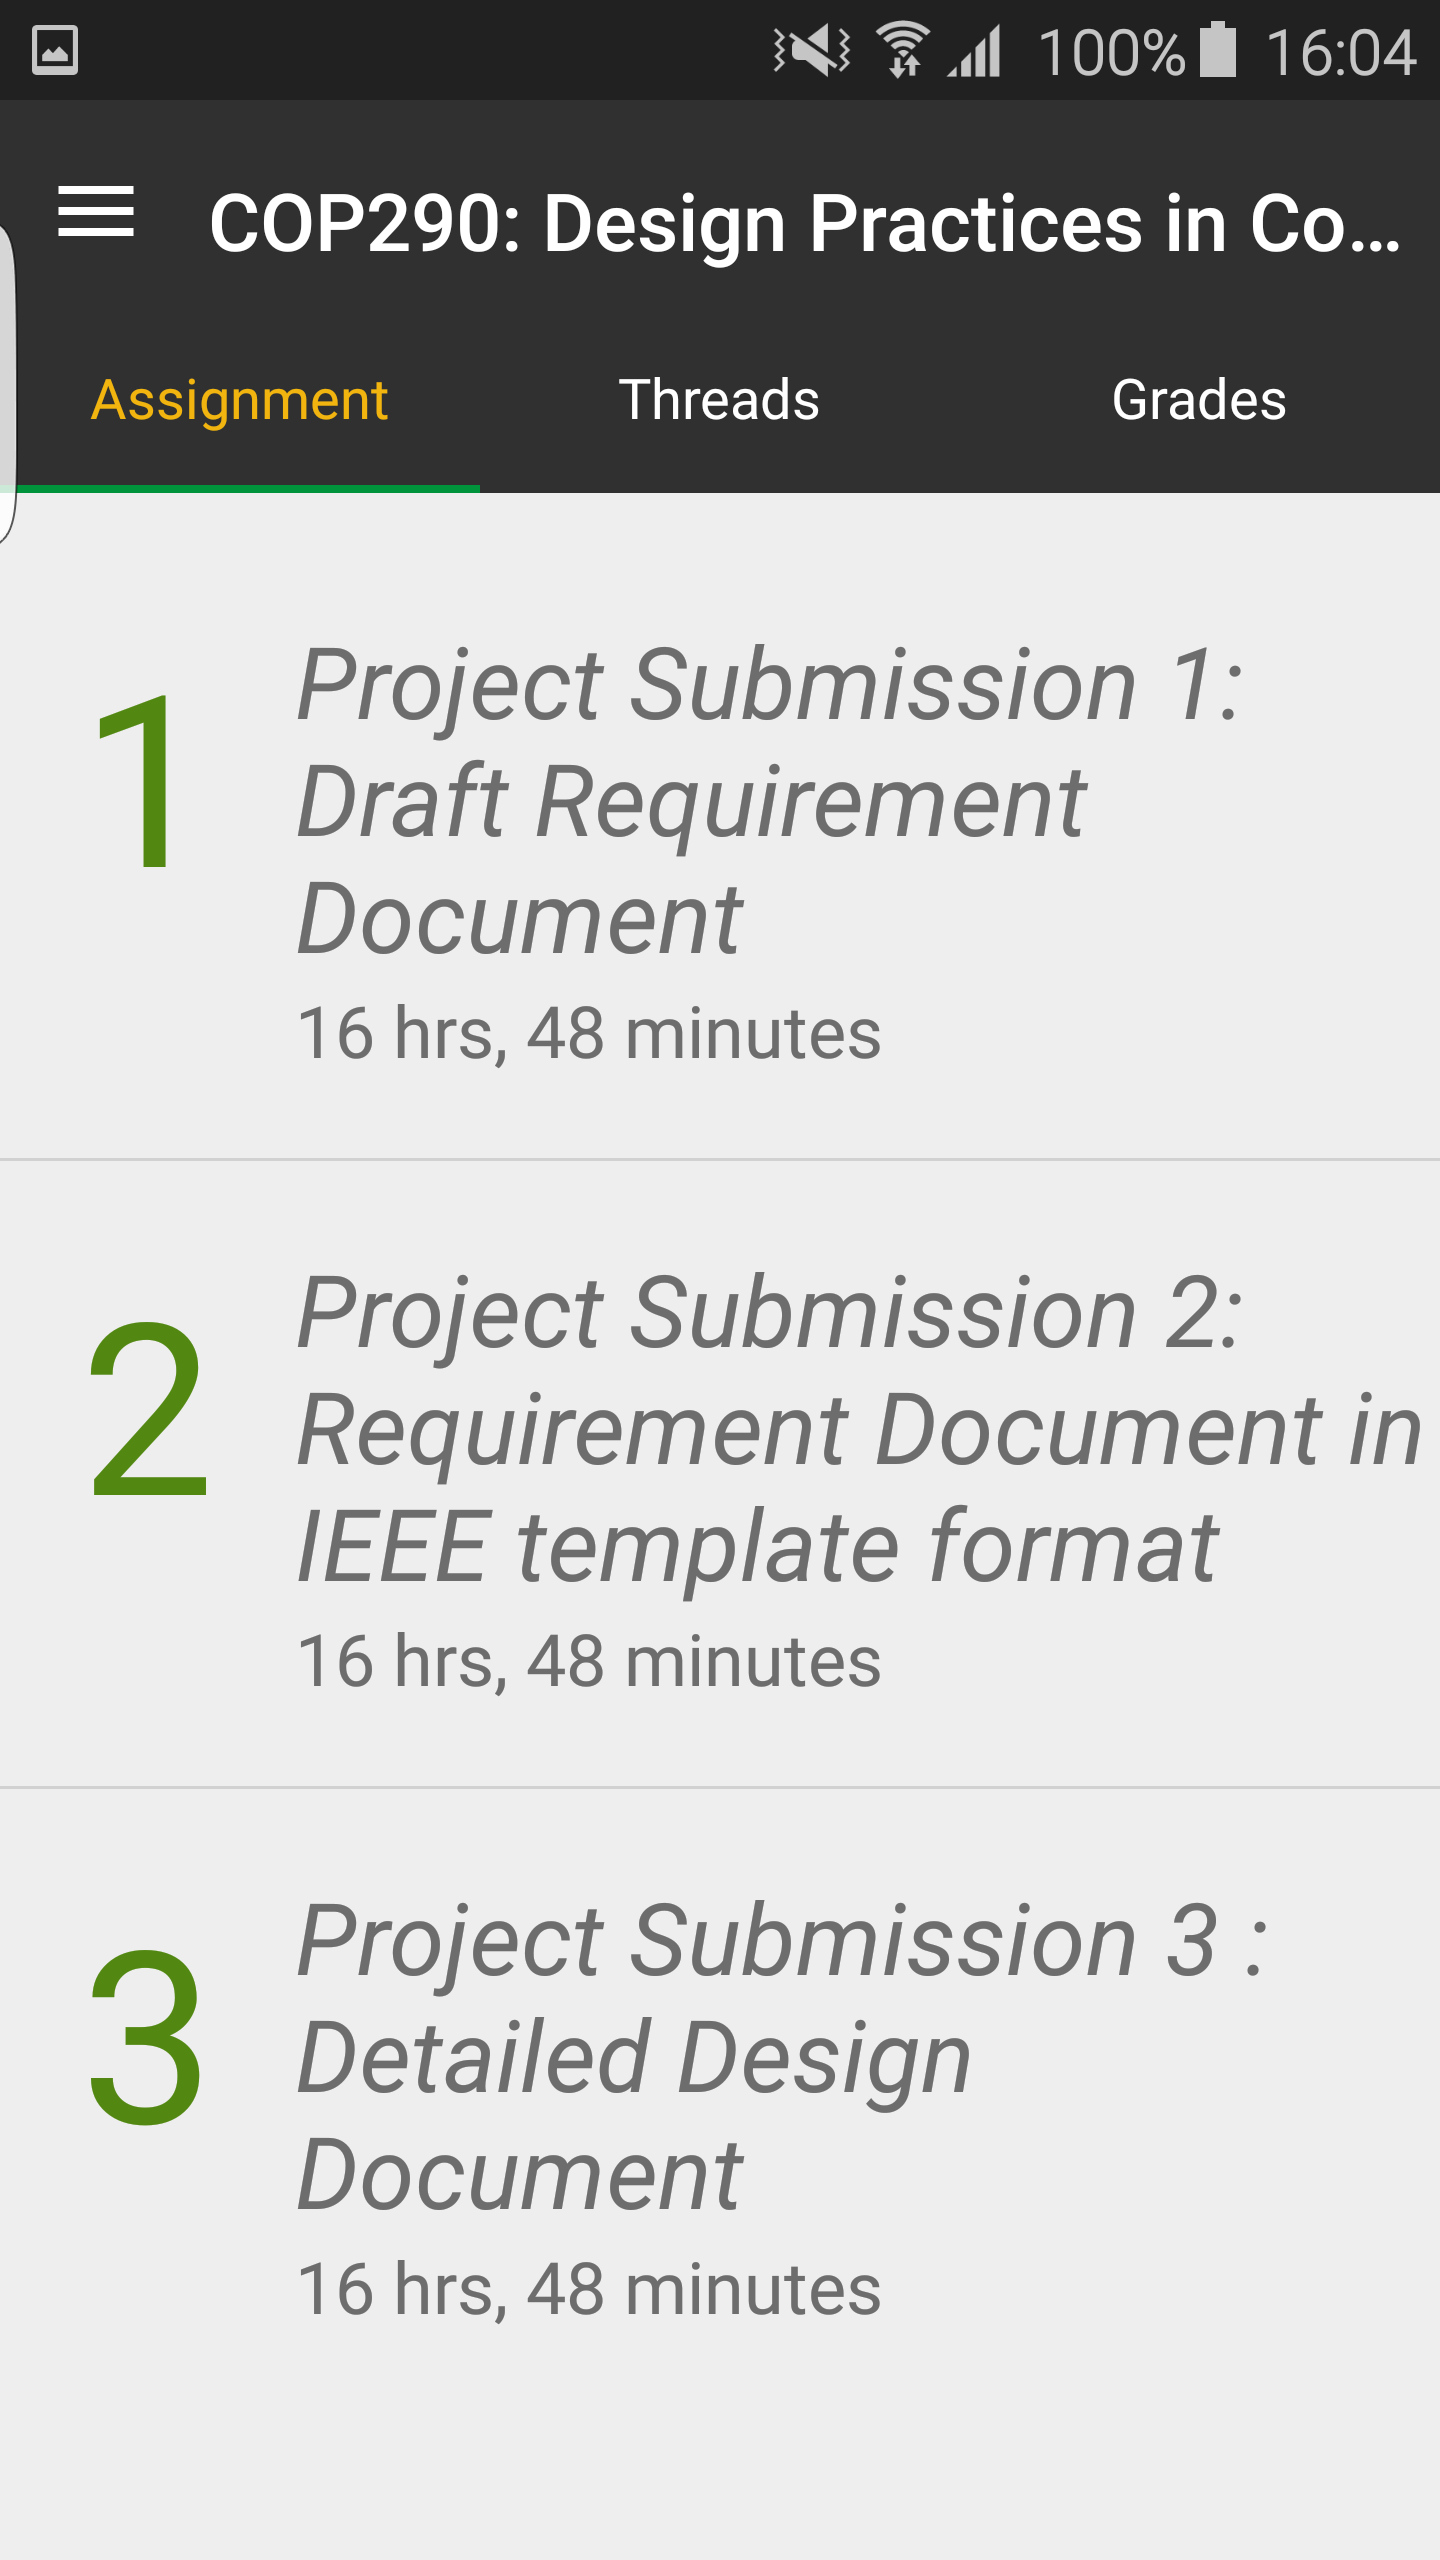 100% 16:04
COP290: Design Practices in Co...
Assignment Threads Grades
1
Project Submission 1:
Draft Requirement
Document
16 hrs, 48 minutes
2
Project Submission 2:
Requirement Document in
IEEE template format
16 hrs, 48 minutes
3
Project Submission 3 :
Detailed Design
Document
16 hrs, 48 minutes